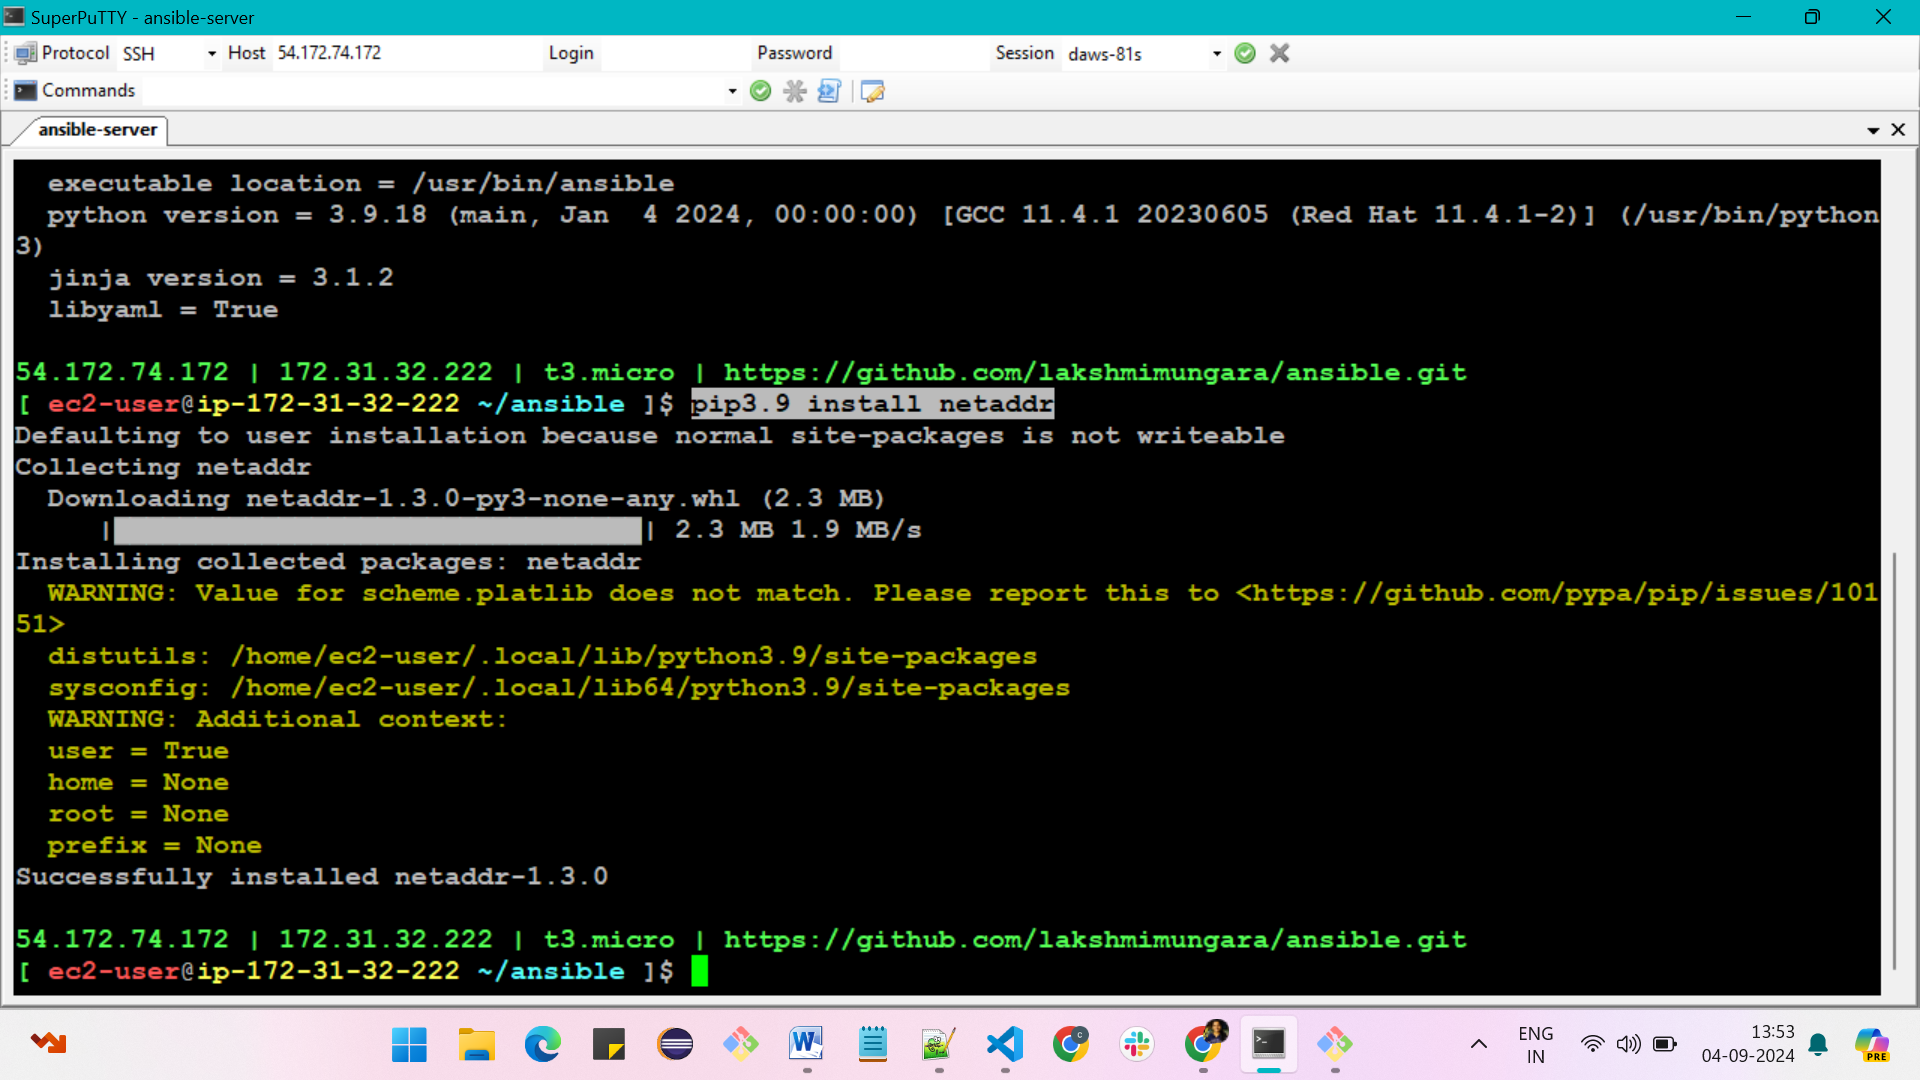 SuperPuTTY - ansible-server
Protocol SSH Host 54.172.74.172 Login Password Session daws-81s
Commands
ansible-server
  executable location = /usr/bin/ansible
  python version = 3.9.18 (main, Jan  4 2024, 00:00:00) [GCC 11.4.1 20230605 (Red Hat 11.4.1-2)] (/usr/bin/python
3)
  jinja version = 3.1.2
  libyaml = True
54.172.74.172 | 172.31.32.222 | t3.micro | https://github.com/lakshmimungara/ansible.git
[ ec2-user@ip-172-31-32-222 ~/ansible ]$ pip3.9 install netaddr
Defaulting to user installation because normal site-packages is not writeable
Collecting netaddr
  Downloading netaddr-1.3.0-py3-none-any.whl (2.3 MB)
     |                                | 2.3 MB 1.9 MB/s
Installing collected packages: netaddr
  WARNING: Value for scheme.platlib does not match. Please report this to <https://github.com/pypa/pip/issues/101
51>
  distutils: /home/ec2-user/.local/lib/python3.9/site-packages
  sysconfig: /home/ec2-user/.local/lib64/python3.9/site-packages
  WARNING: Additional context:
  user = True
  home = None
  root = None
  prefix = None
Successfully installed netaddr-1.3.0
54.172.74.172 | 172.31.32.222 | t3.micro | https://github.com/lakshmimungara/ansible.git
[ ec2-user@ip-172-31-32-222 ~/ansible ]$
ENG 13:53
IN 04-09-2024
PRE